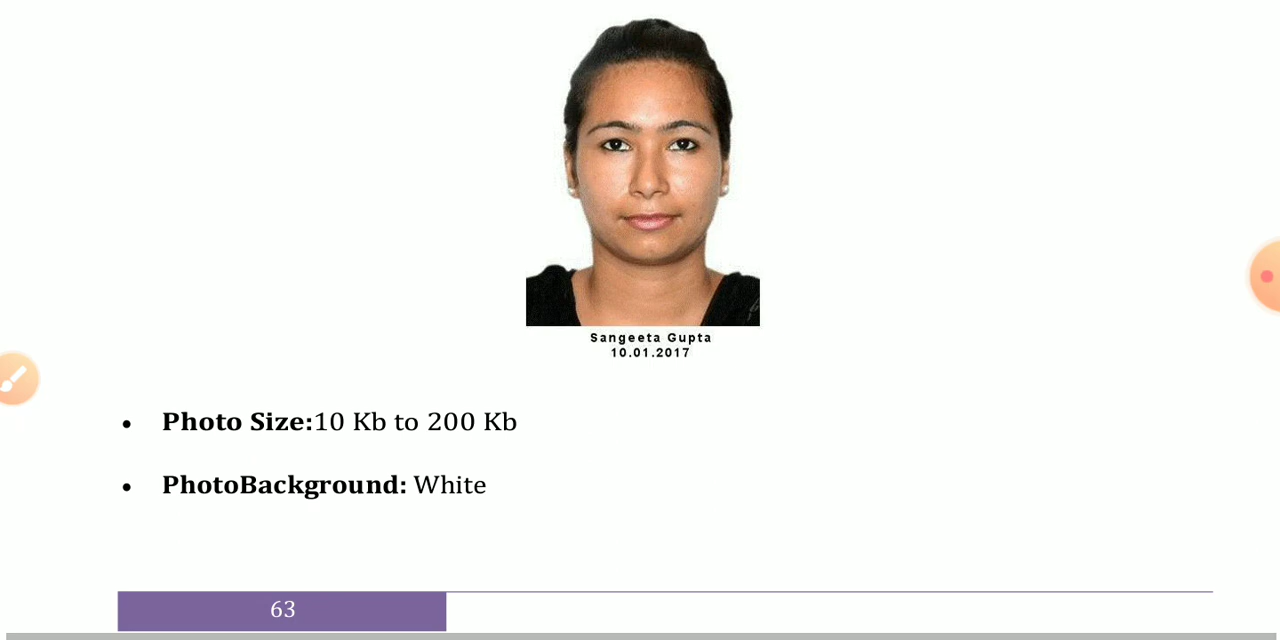 Sangeeta Gupta
10.01.2017
• Photo Size:10 Kb to 200 Kb
• PhotoBackground: White
63